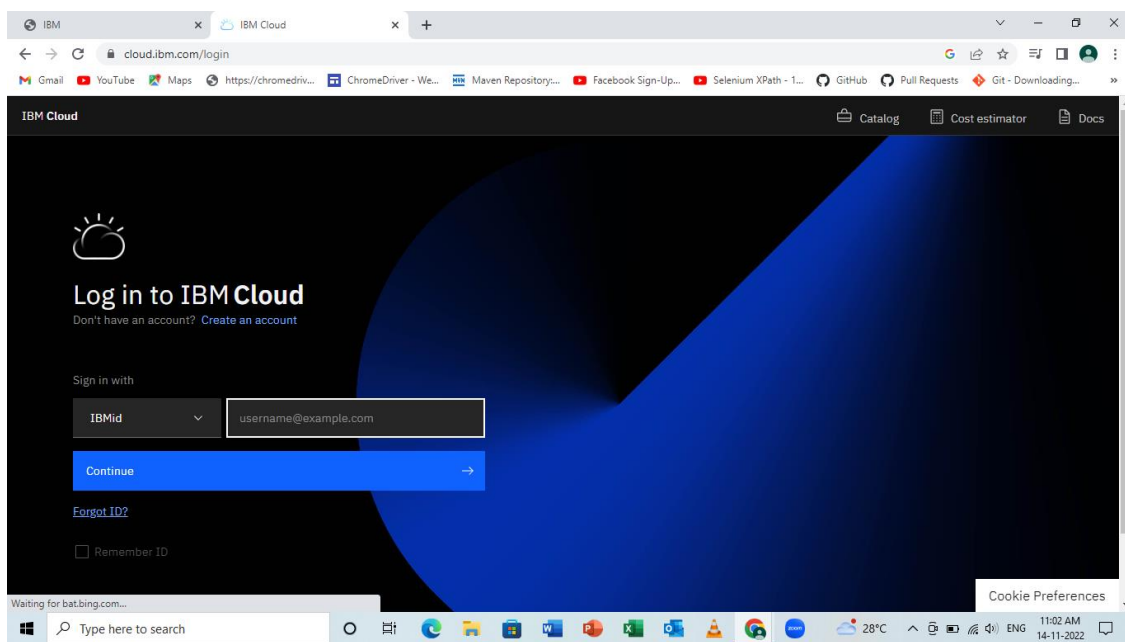 IBM
IBM Cloud
cloud.ibm.com/login
Gmail YouTube Maps https://chromedriv... ChromeDriver - We... Maven Repository:... Facebook Sign-Up... Selenium XPath - 1... GitHub Pull Requests Git - Downloading... »
IBM Cloud Catalog Cost estimator Docs
Log in to IBM Cloud
Don't have an account? Create an account
Sign in with
IBMid username@example.com
Continue
Forgot ID?
Remember ID
Cookie Preferences
Waiting for bat.bing.com...
Type here to search 28°C ENG 11:02 AM
14-11-2022